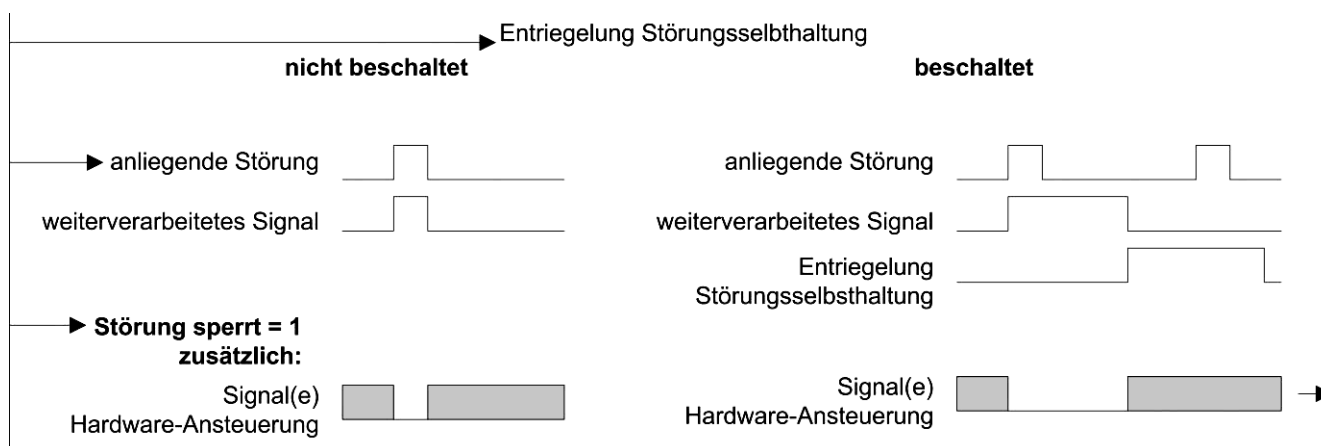 Entriegelung Störungsselbthaltung
nicht beschaltet
beschaltet
anliegende Störung
anliegende Störung
weiterverarbeitetes Signal
weiterverarbeitetes Signal
Entriegelung
Störungsselbsthaltung
Störung sperrt = 1
zusätzlich:
Signal(e)
Hardware-Ansteuerung
Signal(e)
Hardware-Ansteuerung